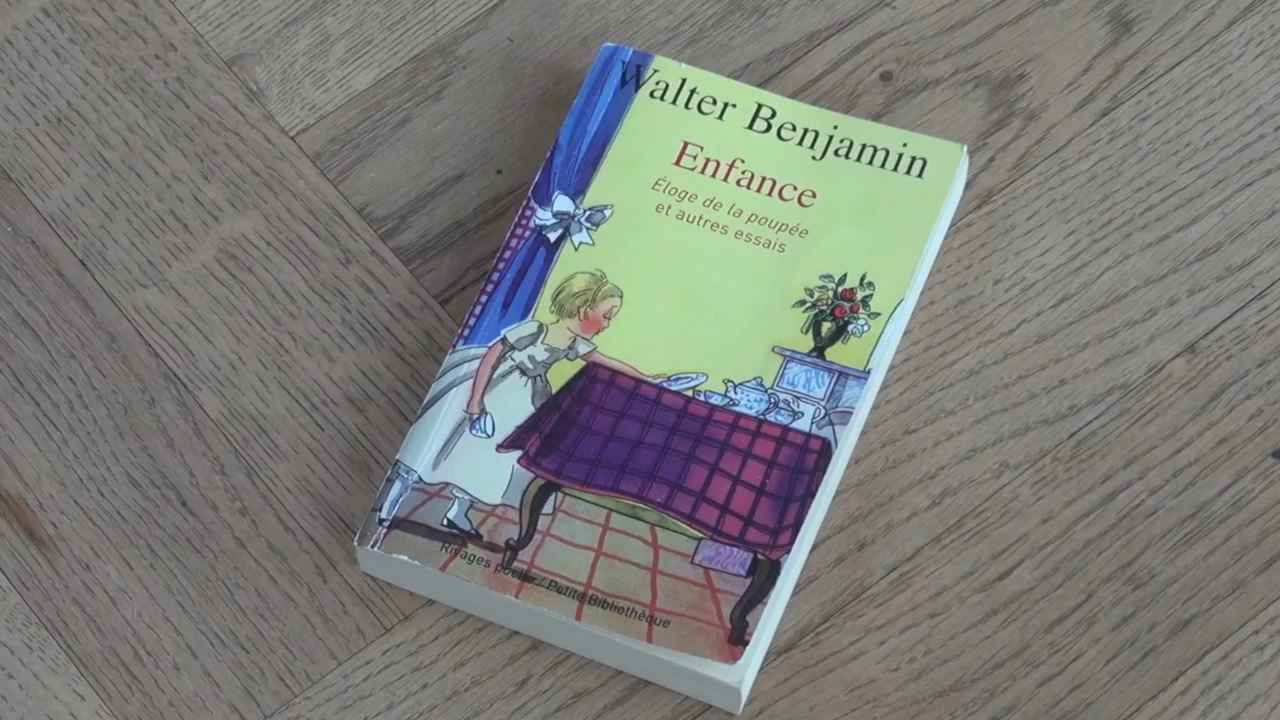 Walter Benjamin
Enfance
Éloge de la poupée
et autres essais
Rivages poche / Petite Bibliothèque